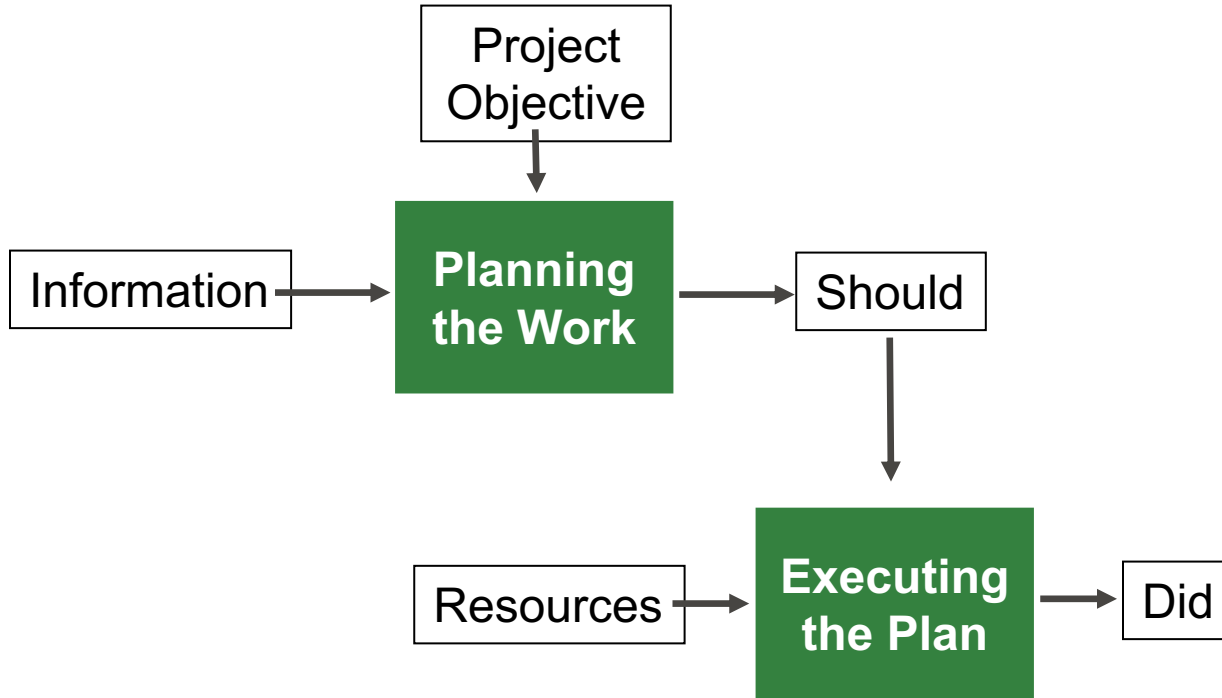 Project
Objective
Information
Planning
the Work
Should
Resources
Executing
the Plan
Did